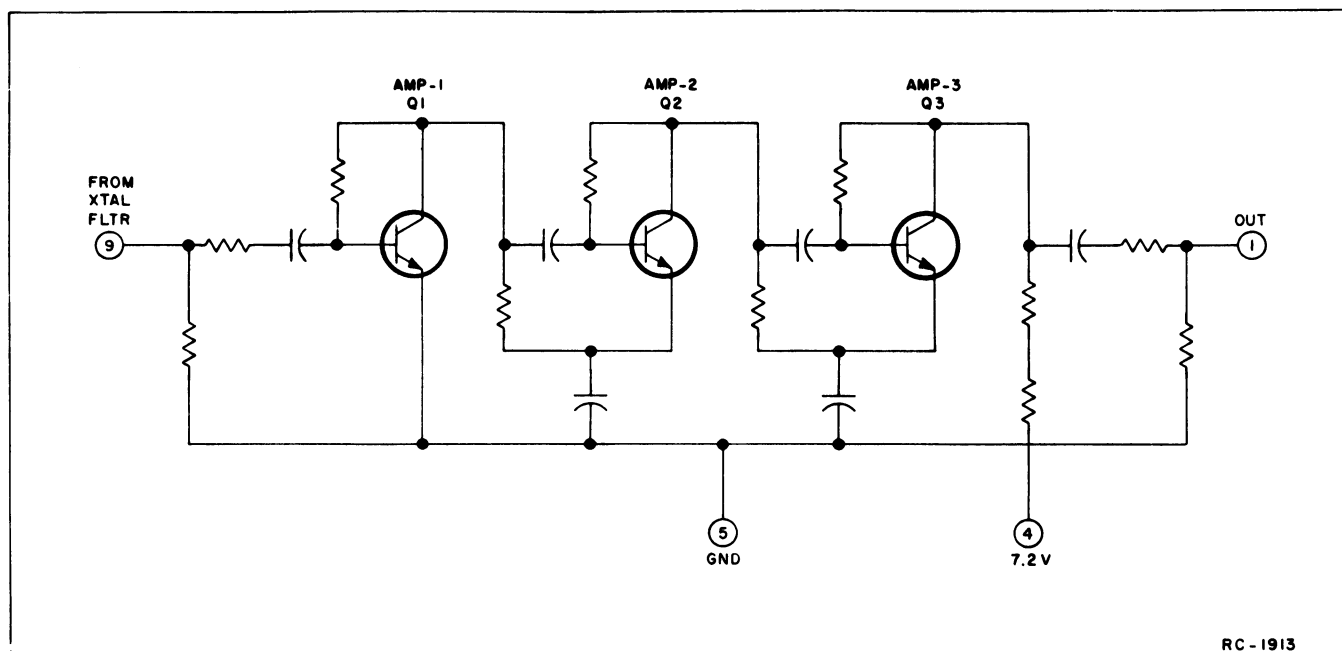 AMP-1
Q1
AMP-2
Q2
AMP-3
Q3
FROM
XTAL
FLTR
9
OUT
1
5
GND
4
7.2V
RC-1913